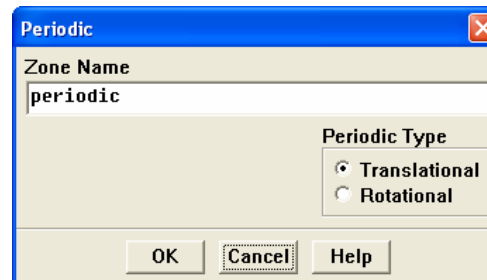 Periodic
Zone Name
periodic
Periodic Type
Translational
Rotational
OK Cancel Help